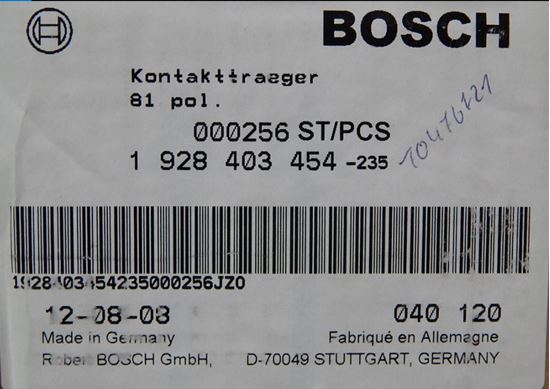 BOSCH
Kontakttraeger
81 pol.
000256 ST/PCS
1 928 403 454 -235
10476121
1928403454235000256JZ0
12-08-08 040 120
Made in Germany Fabriqué en Allemagne
Robert BOSCH GmbH, D-70049 STUTTGART, GERMANY